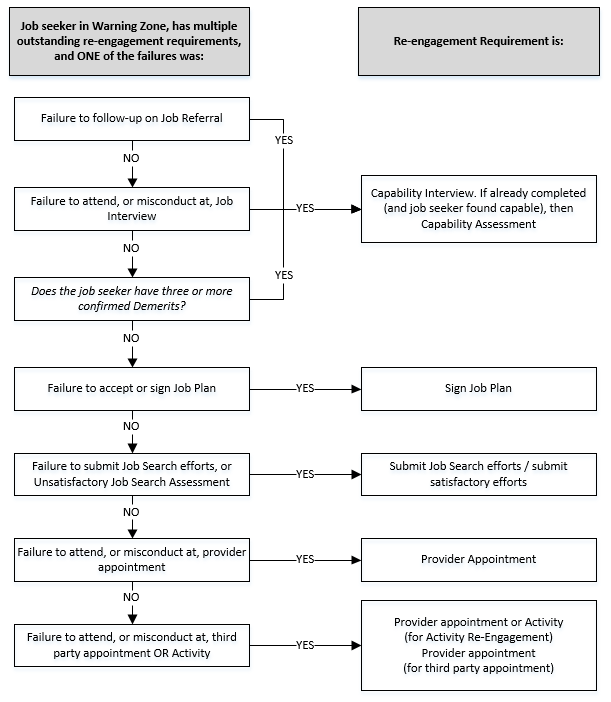 Job seeker in Warning Zone, has multiple
outstanding re-engagement requirements,
and ONE of the failures was:
Re-engagement Requirement is:
Failure to follow-up on Job Referral
YES
NO
Failure to attend, or misconduct at, Job
Interview
YES
Capability Interview. If already completed
(and job seeker found capable), then
Capability Assessment
NO
YES
Does the job seeker have three or more
confirmed Demerits?
NO
Failure to accept or sign Job Plan
YES
Sign Job Plan
NO
Failure to submit Job Search efforts, or
Unsatisfactory Job Search Assessment
YES
Submit Job Search efforts / submit
satisfactory efforts
NO
Failure to attend, or misconduct at, provider
appointment
YES
Provider Appointment
NO
Failure to attend, or misconduct at, third
party appointment OR Activity
YES
Provider appointment or Activity
(for Activity Re-Engagement)
Provider appointment
(for third party appointment)